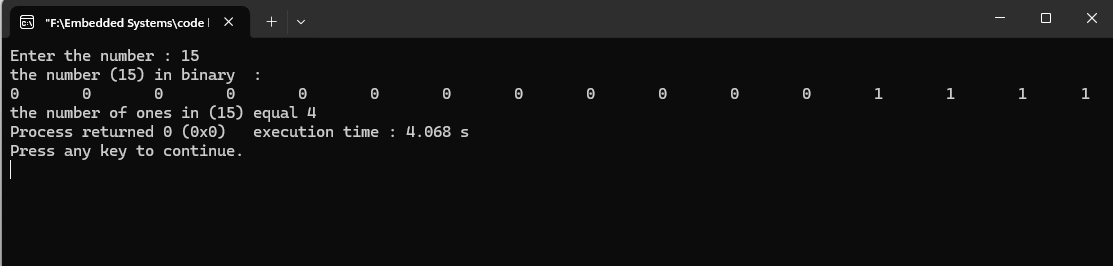 "F:\Embedded Systems\code
Enter the number : 15
the number (15) in binary  :
0 0 0 0 0 0 0 0 0 0 0 0 1 1 1 1
the number of ones in (15) equal 4
Process returned 0 (0x0)   execution time : 4.068 s
Press any key to continue.